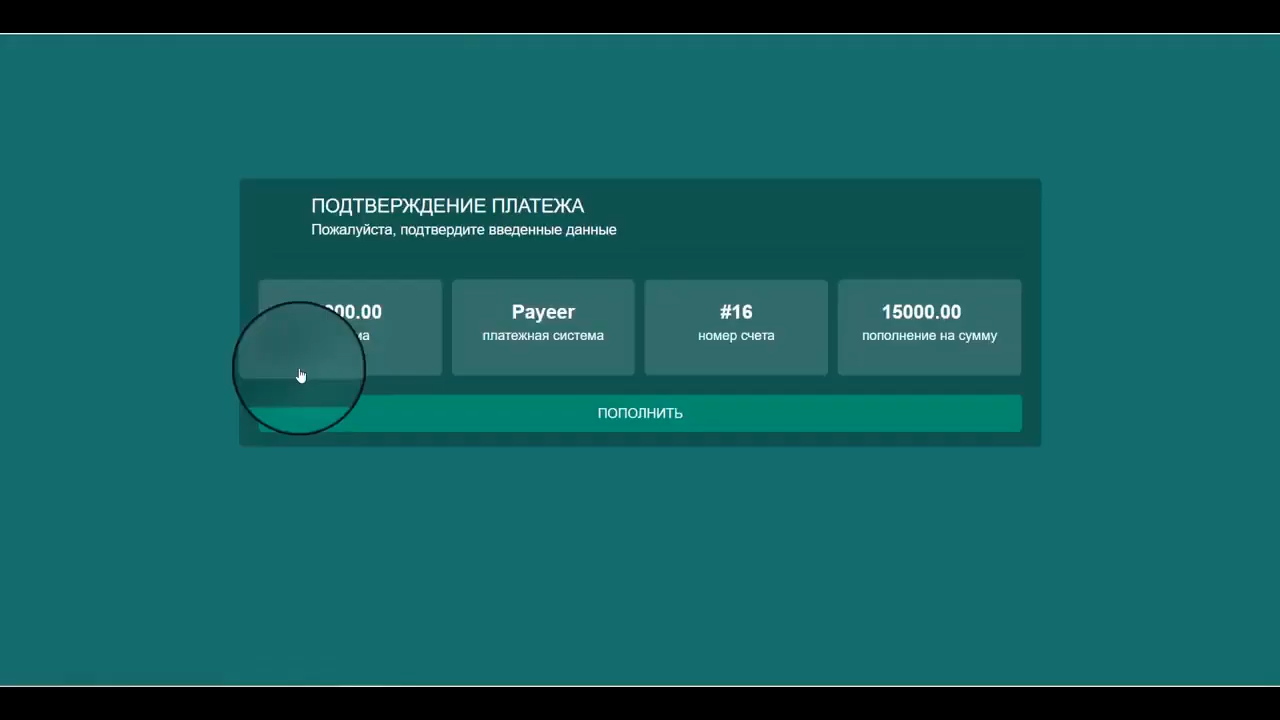 ПОДТВЕРЖДЕНИЕ ПЛАТЕЖА
Пожалуйста, подтвердите введенные данные
Payeer
платежная система
#16
номер счета
15000.00
пополнение на сумму
ПОПОЛНИТЬ